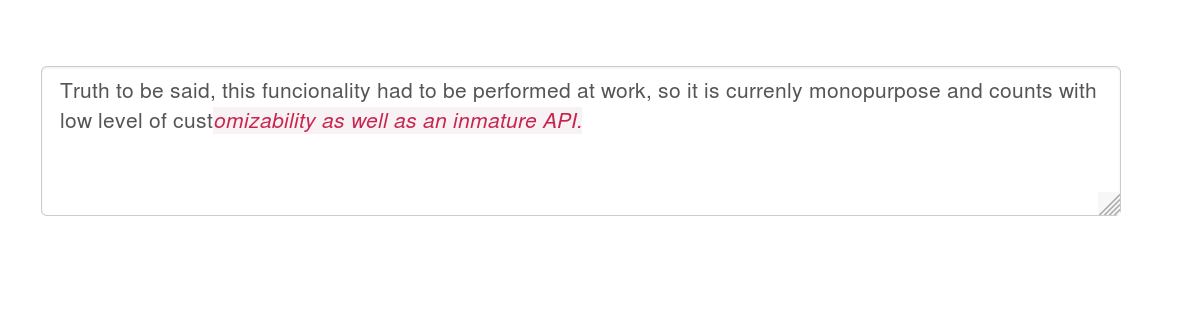 Truth to be said, this funcionality had to be performed at work, so it is currenly monopurpose and counts with
low level of customizability as well as an inmature API.